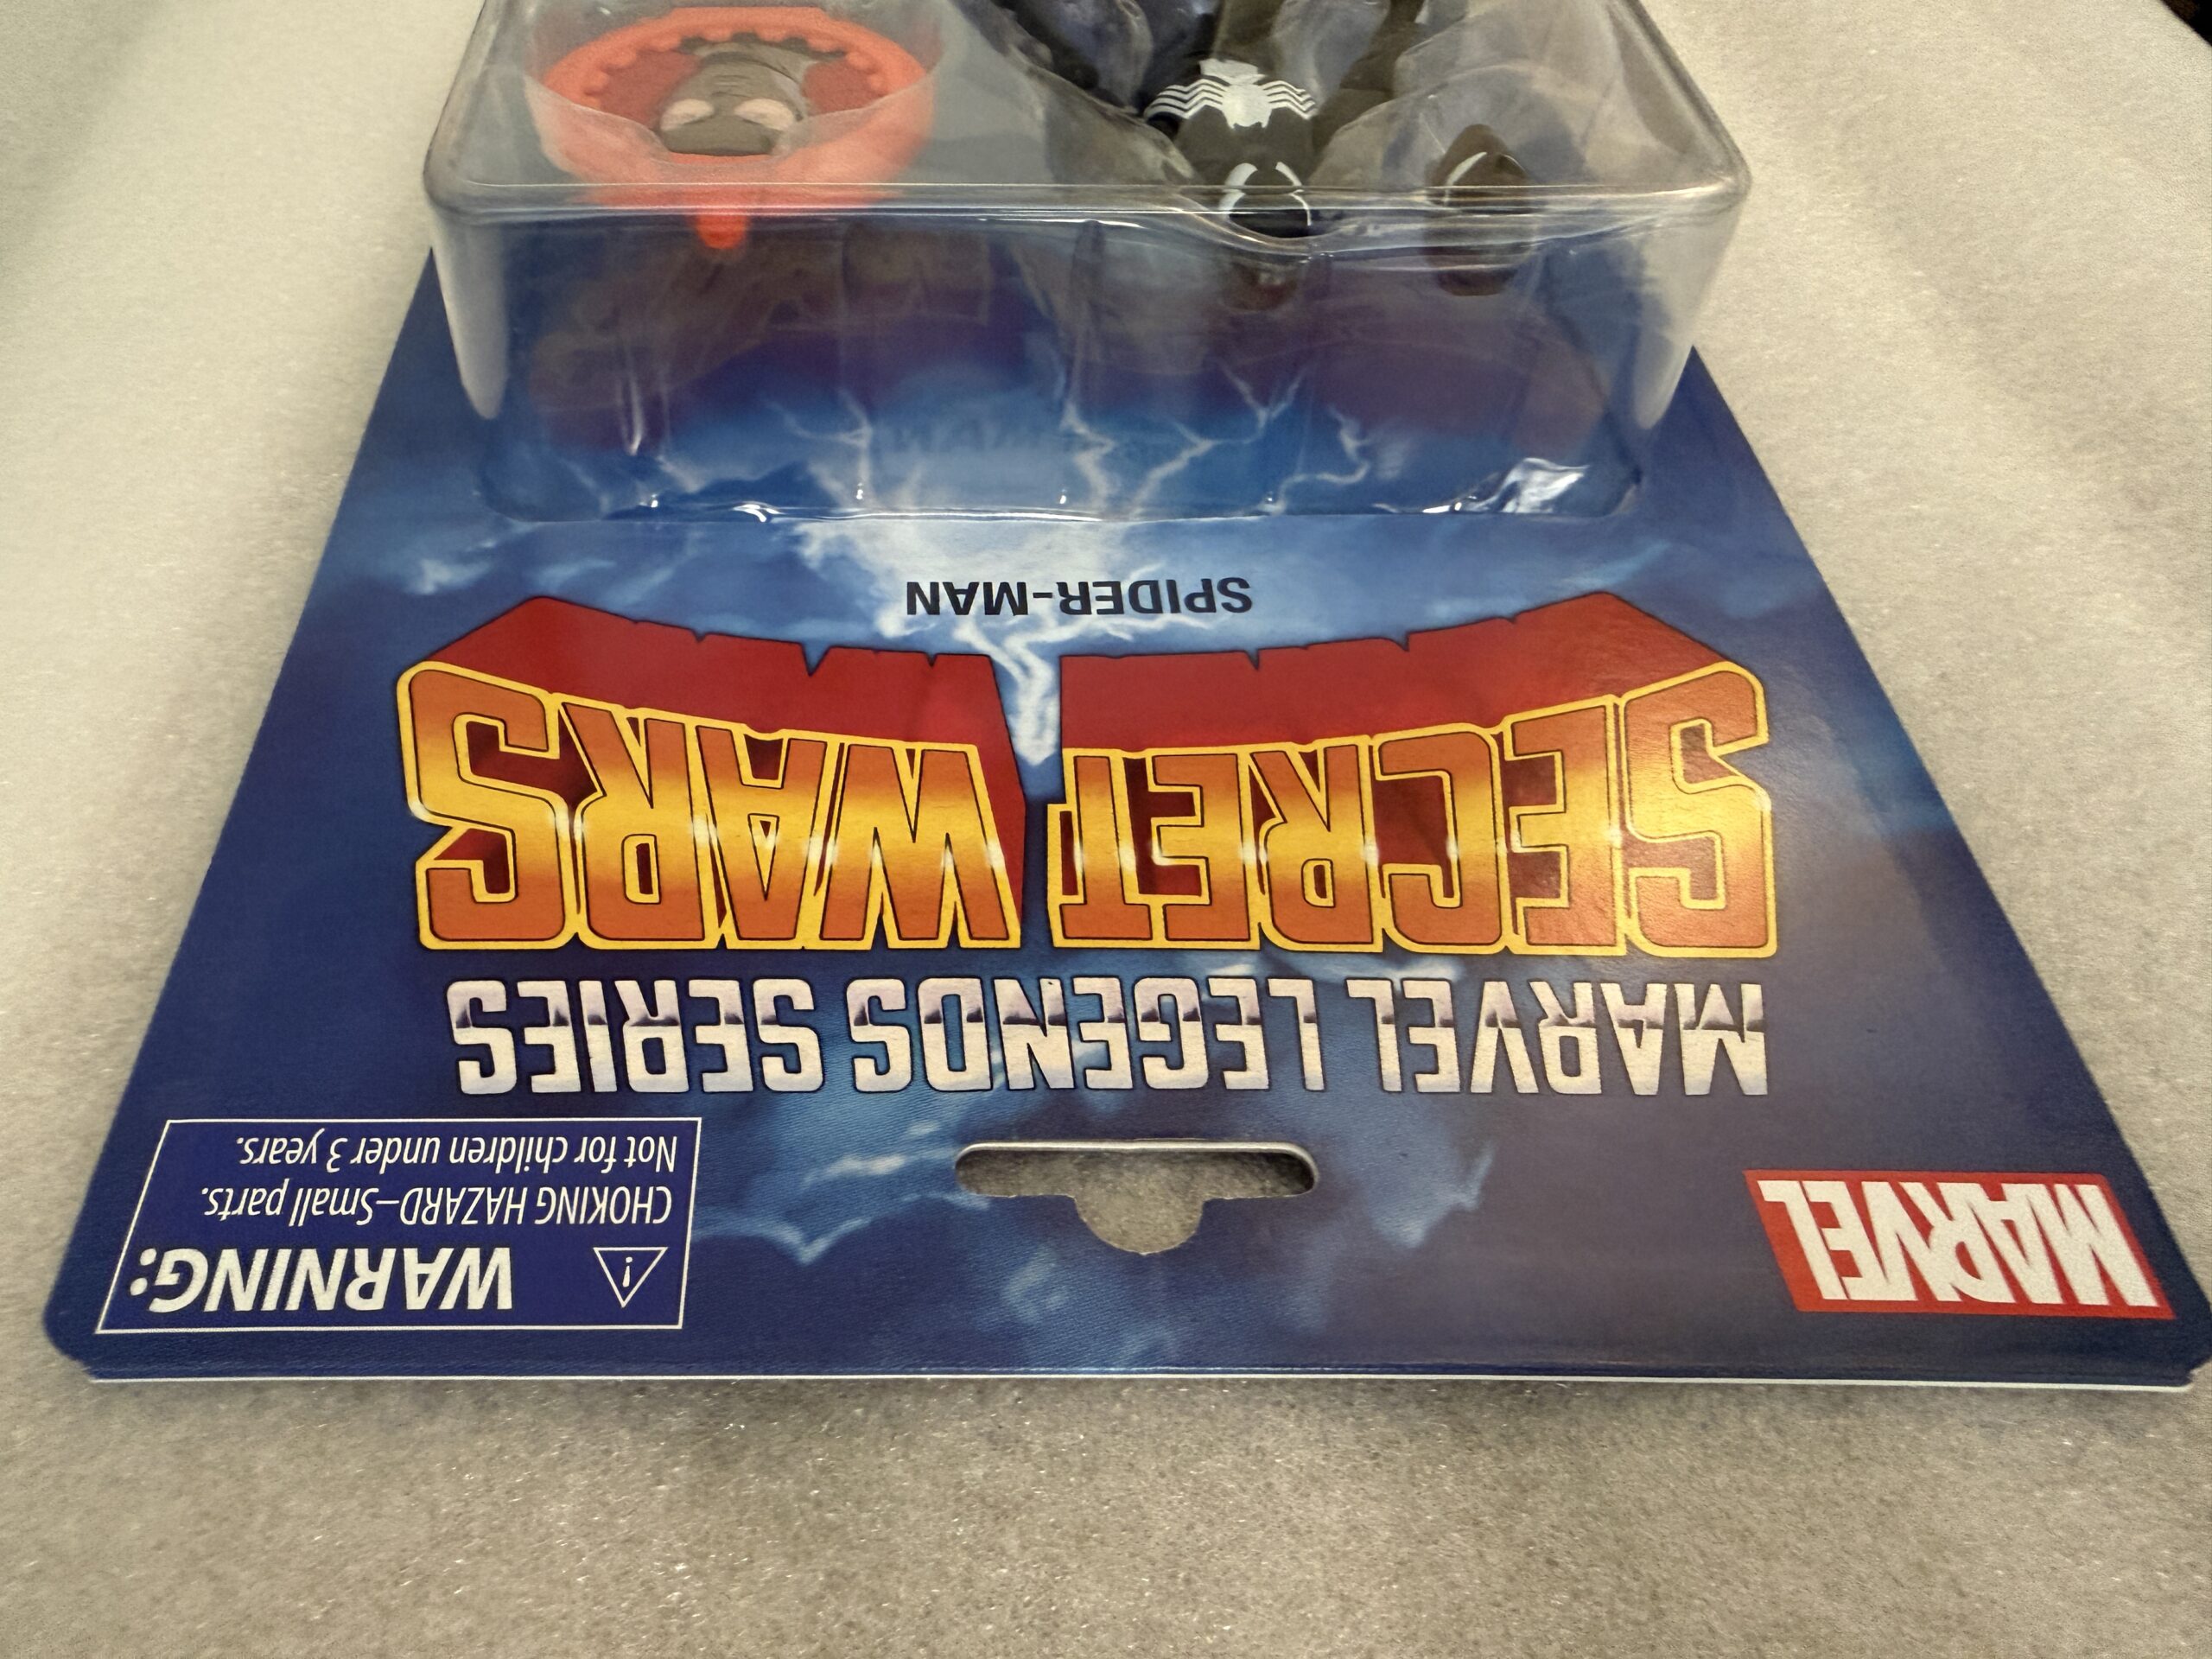 MARVEL
WARNING:
CHOKING HAZARD–Small parts.
Not for children under 3 years.
MARVEL LEGENDS SERIES
SECRET WARS
SPIDER-MAN